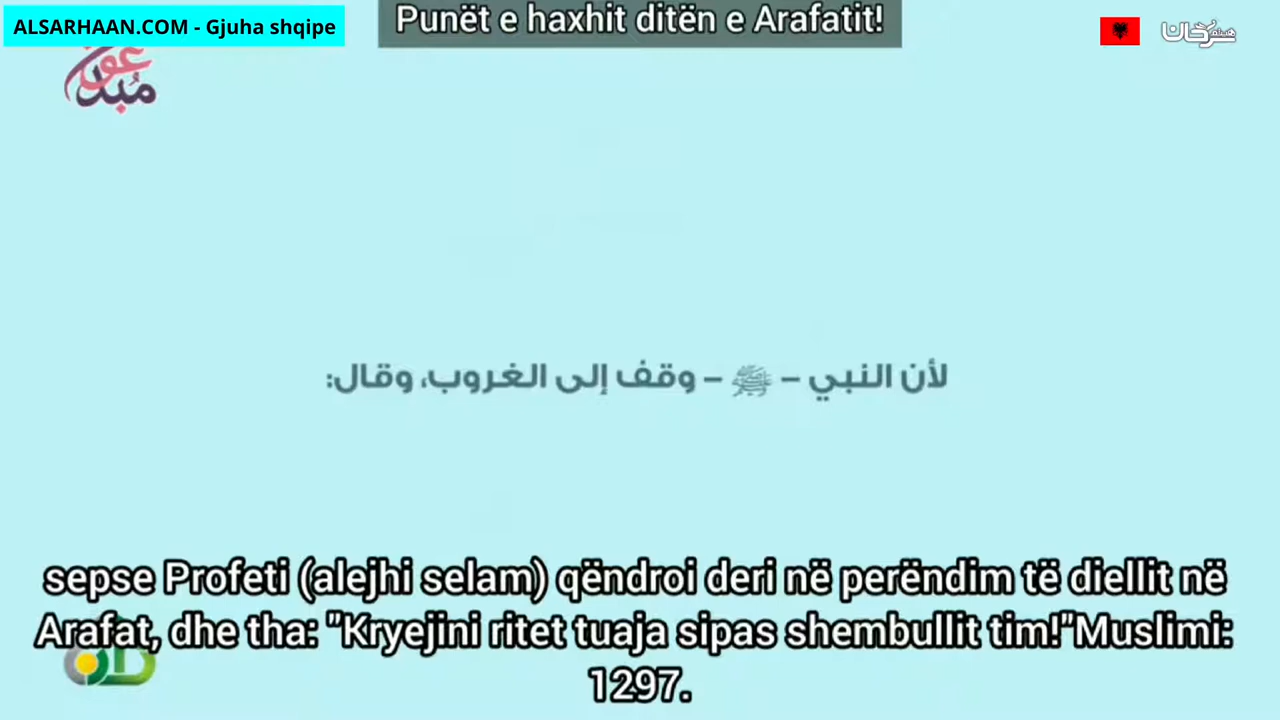 ALSARHAAN.COM - Gjuha shqipe
Punët e haxhit ditën e Arafatit!
مبدعون
لأن النبي – ﷺ – وقف إلى الغروب، وقال:
sepse Profeti (alejhi selam) qëndroi deri në perëndim të diellit në
Arafat, dhe tha: "Kryejini ritet tuaja sipas shembullit tim!"Muslimi:
1297.